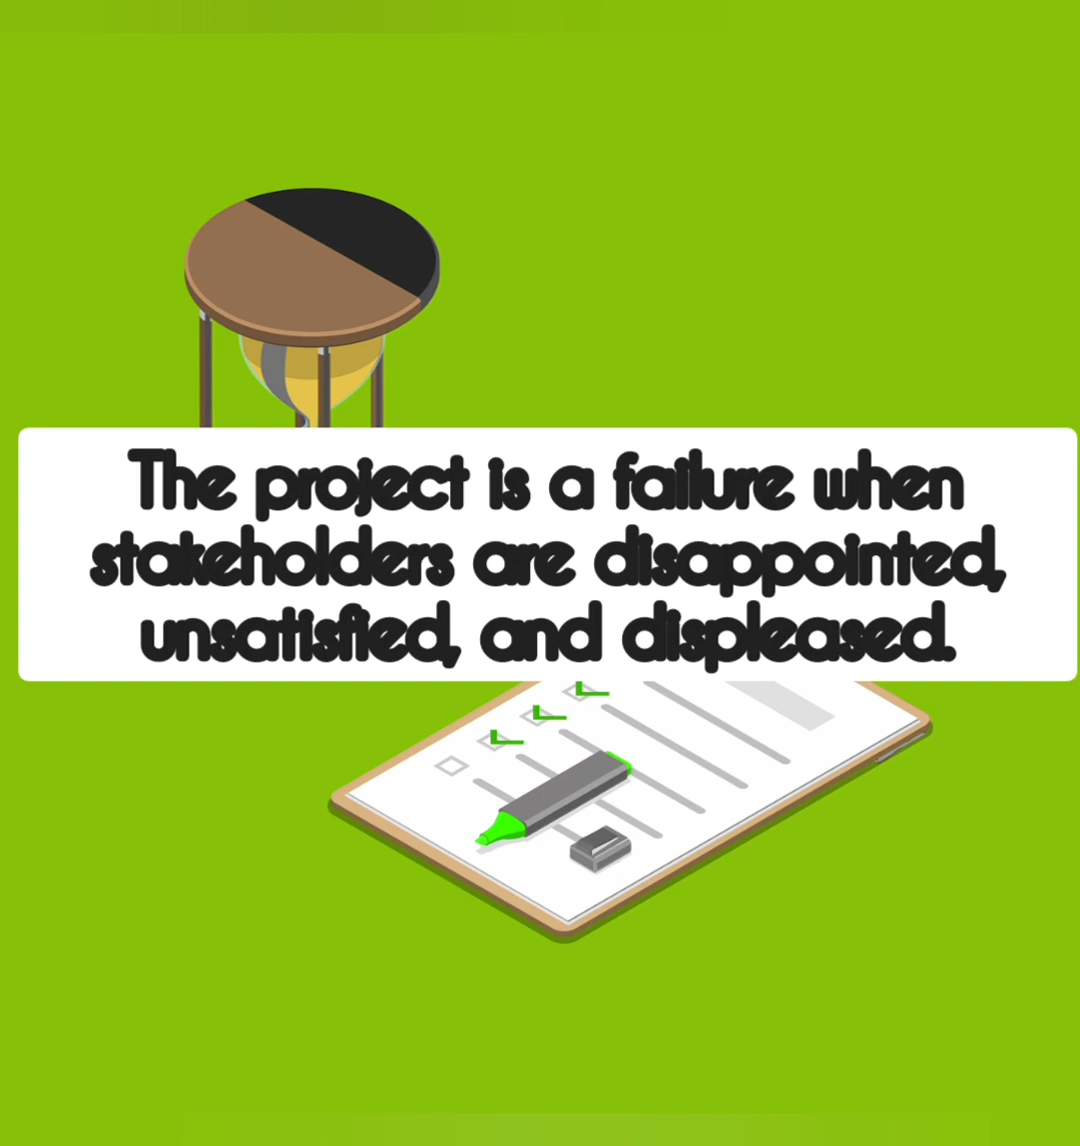 The project is a failure when
stakeholders are disappointed,
unsatisfied, and displeased.